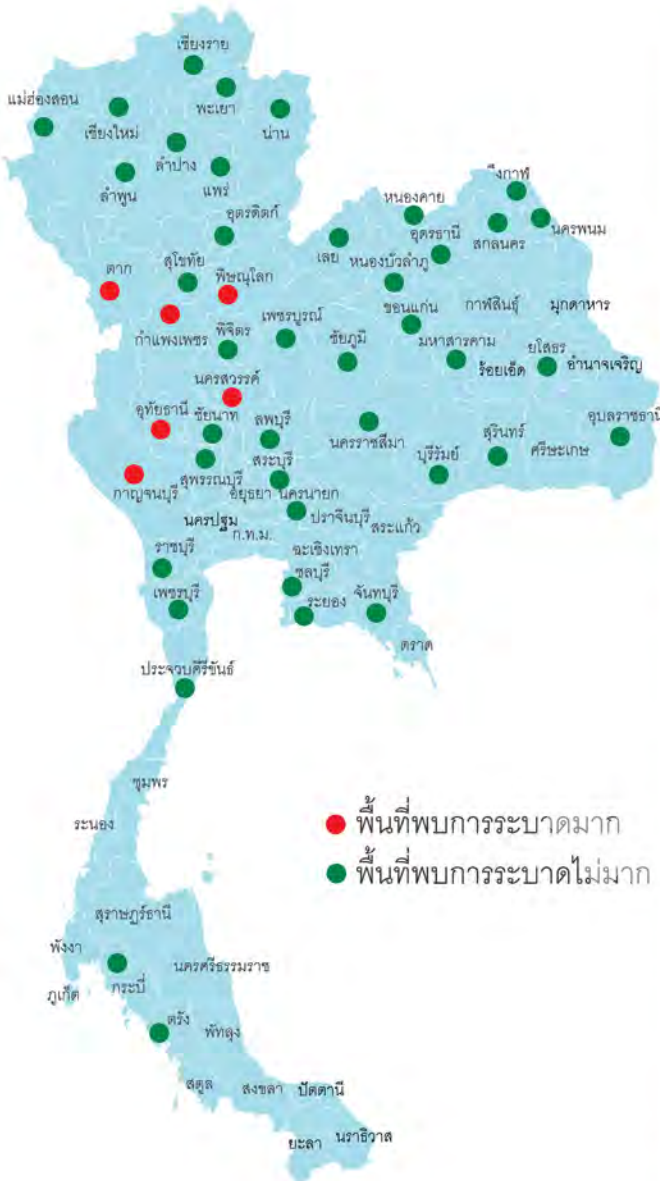 เชียงราย
แม่ฮ่องสอน
พะเยา
เชียงใหม่
น่าน
ลำปาง
ลำพูน
แพร่
อุตรดิตถ์
หนองคาย
บึงกาฬ
นครพนม
สกลนคร
อุดรธานี
เลย
หนองบัวลำภู
ตาก
สุโขทัย
พิษณุโลก
เพชรบูรณ์
ขอนแก่น
กาฬสินธุ์
มุกดาหาร
กำแพงเพชร
พิจิตร
ชัยภูมิ
มหาสารคาม
ร้อยเอ็ด
ยโสธร
อำนาจเจริญ
นครสวรรค์
อุทัยธานี
ชัยนาท
ลพบุรี
นครราชสีมา
บุรีรัมย์
สุรินทร์
ศรีษะเกษ
อุบลราชธานี
สระบุรี
สุพรรณบุรี
กาญจนบุรี
อยุธยา
นครนายก
ปราจีนบุรี
สระแก้ว
นครปฐม
ก.ท.ม.
ฉะเชิงเทรา
ราชบุรี
ชลบุรี
เพชรบุรี
ระยอง
จันทบุรี
ตราด
ประจวบคีรีขันธ์
ชุมพร
ระนอง
พื้นที่พบการระบาดมาก
พื้นที่พบการระบาดไม่มาก
สุราษฎร์ธานี
พังงา
นครศรีธรรมราช
ภูเก็ต
กระบี่
ตรัง
พัทลุง
สตูล
สงขลา
ปัตตานี
ยะลา
นราธิวาส